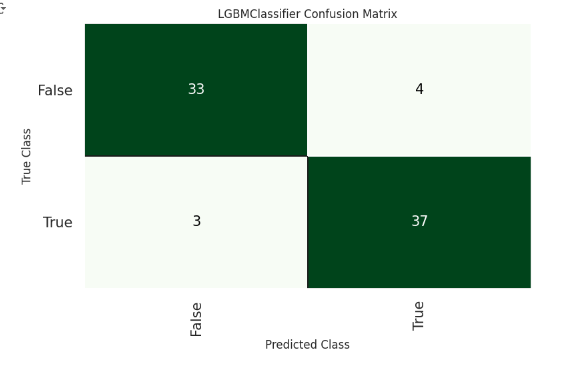 LGBMClassifier Confusion Matrix
False
33
4
True Class
True
3
37
False
True
Predicted Class